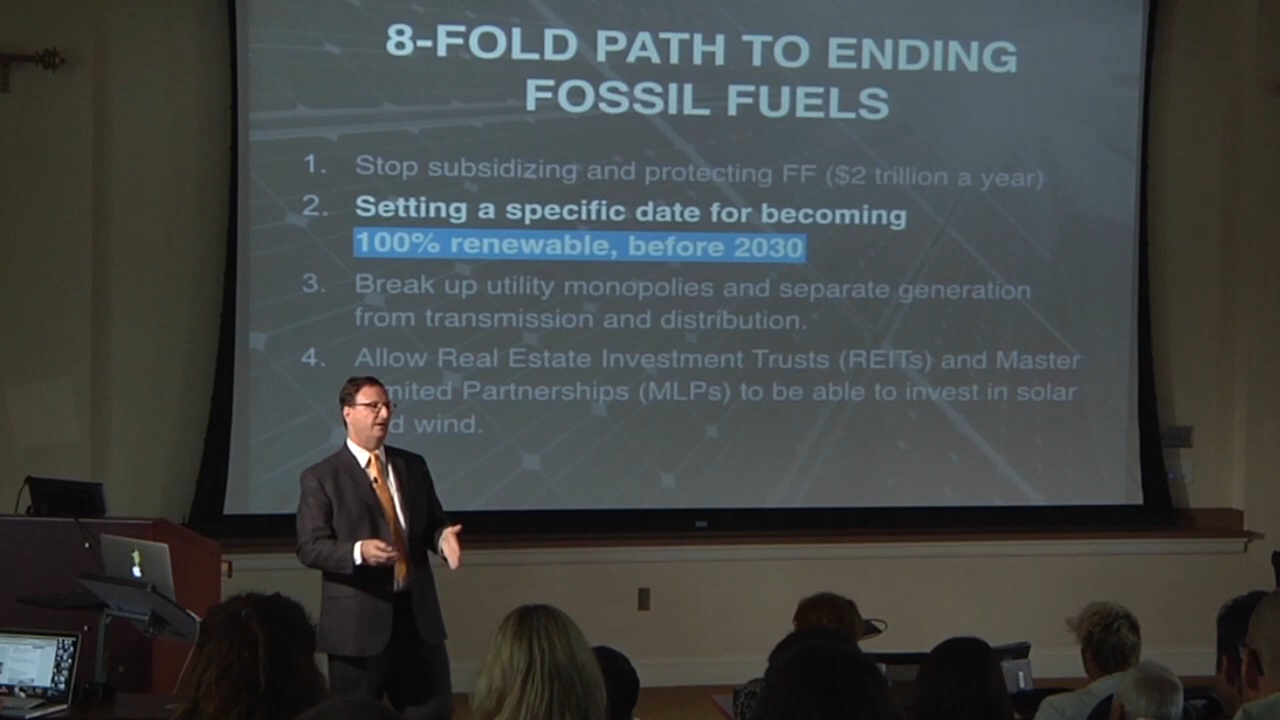 8-FOLD PATH TO ENDING
FOSSIL FUELS
1. Stop subsidizing and protecting FF ($2 trillion a year)
2. Setting a specific date for becoming
100% renewable, before 2030
3. Break up utility monopolies and separate generation
from transmission and distribution.
4. Allow Real Estate Investment Trusts (REITs) and Master
mited Partnerships (MLPs) to be able to invest in solar
d wind.